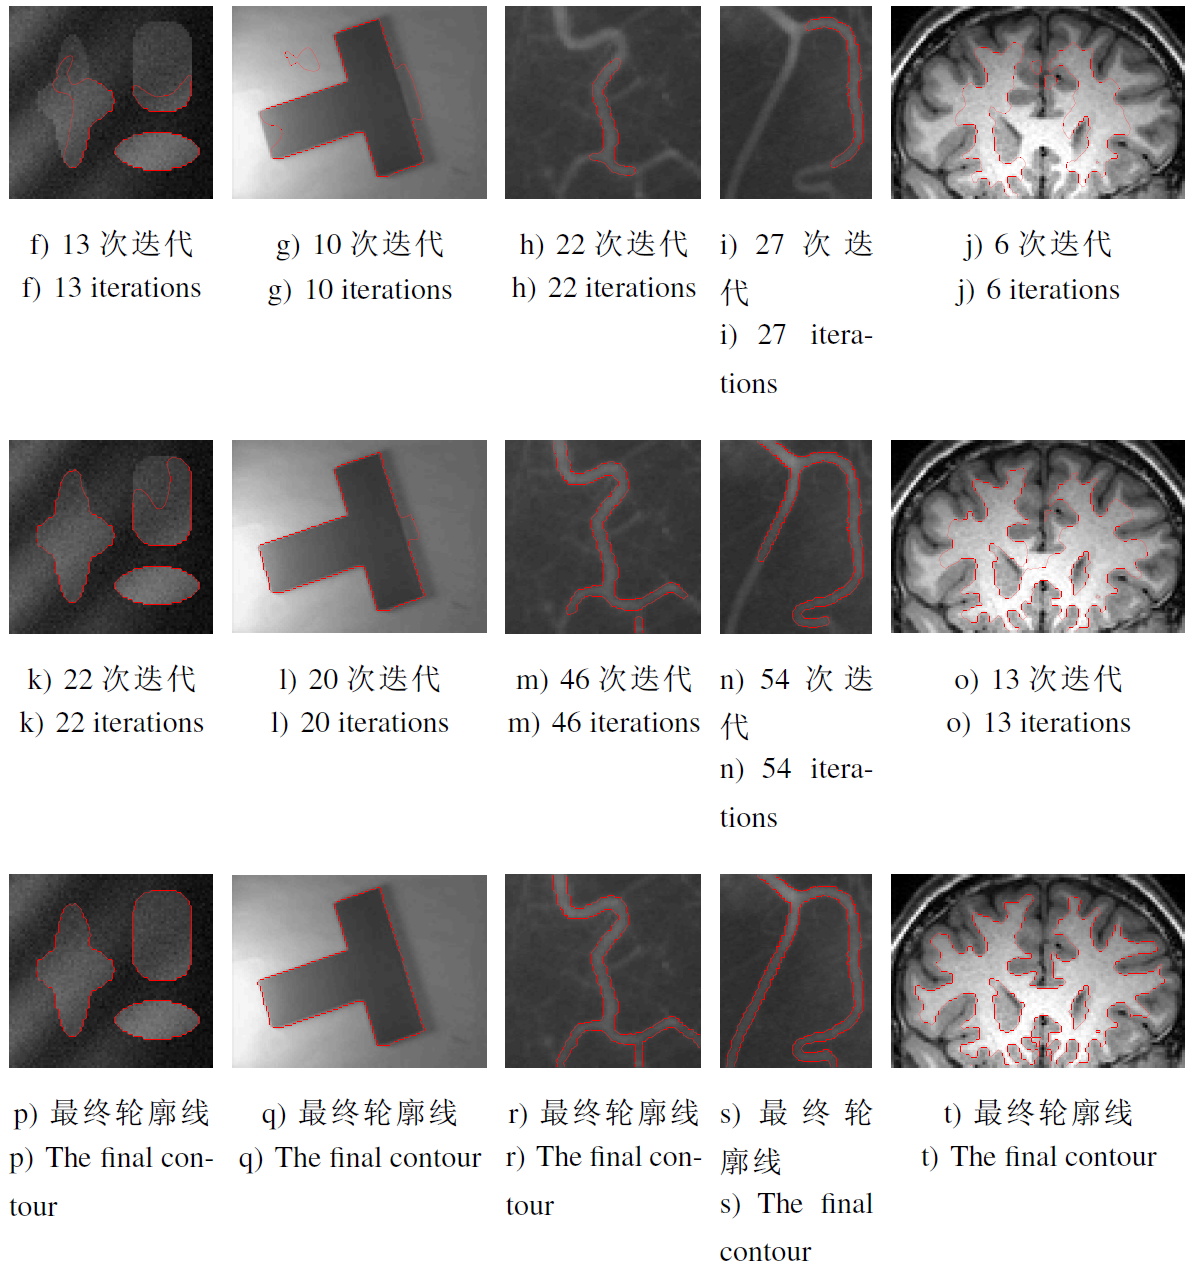 f) 13 次迭代
f) 13 iterations
g) 10 次迭代
g) 10 iterations
h) 22 次迭代
h) 22 iterations
i) 27 次 迭
代
i) 27 itera-
tions
j) 6 次迭代
j) 6 iterations
k) 22 次迭代
k) 22 iterations
l) 20 次迭代
l) 20 iterations
m) 46 次迭代
m) 46 iterations
n) 54 次 迭
代
n) 54 itera-
tions
o) 13 次迭代
o) 13 iterations
p) 最终轮廓线
p) The final con-
tour
q) 最终轮廓线
q) The final contour
r) 最终轮廓线
r) The final con-
tour
s) 最 终 轮
廓线
s) The final
contour
t) 最终轮廓线
t) The final contour